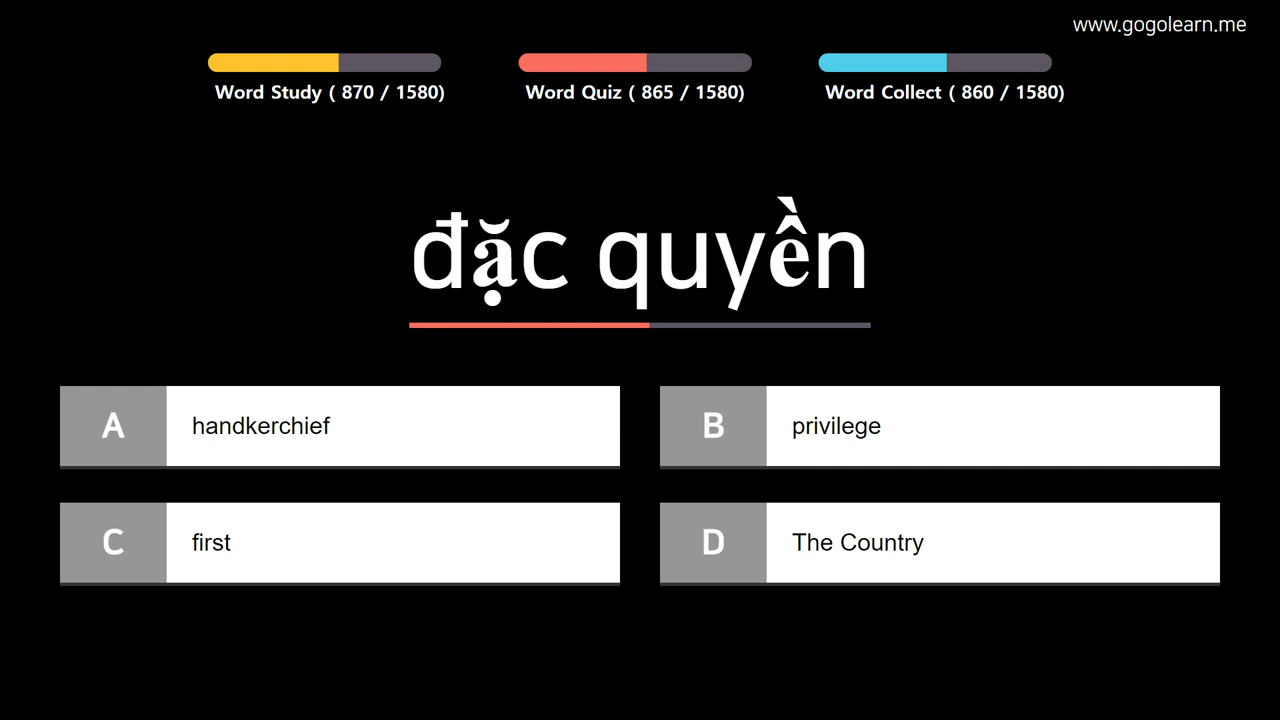 www.gogolearn.me
Word Study ( 870 / 1580)
Word Quiz ( 865 / 1580)
Word Collect ( 860 / 1580)
đặc quyền
A handkerchief
B privilege
C first
D The Country